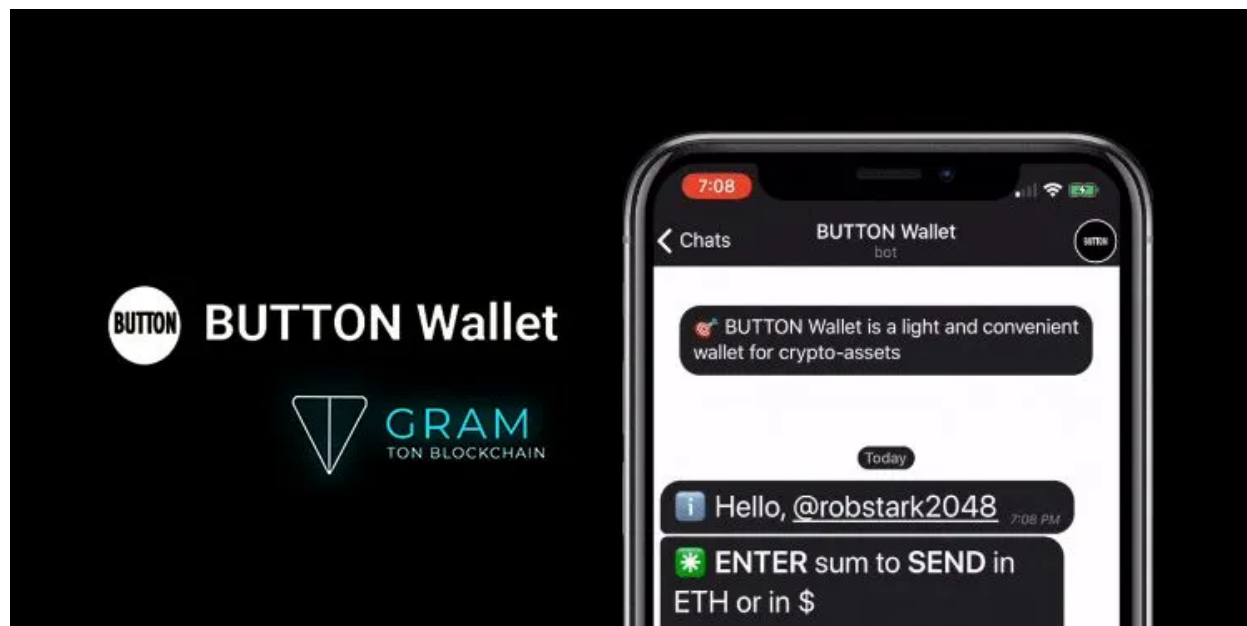 BUTTON
BUTTON Wallet
GRAM
TON BLOCKCHAIN
7:08
Chats
BUTTON Wallet
bot
BUTTON
BUTTON Wallet is a light and convenient
wallet for crypto-assets
Today
Hello, @robstark2048
7:08 PM
ENTER sum to SEND in
ETH or in $